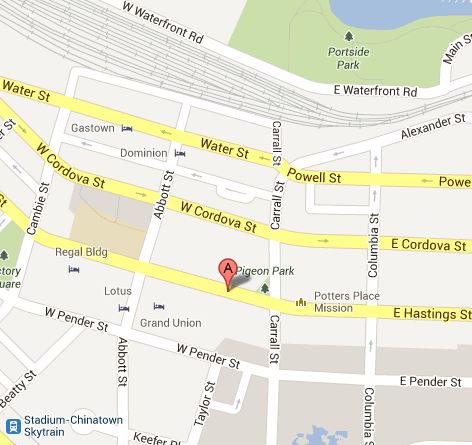 W Waterfront Rd
Portside
Park
Main S
E Waterfront Rd
Water St
Gastown
Carrall St
Alexander St
Water St
Dominion
W Cordova St
Powell St
Powe
Cambie St
Abbott St
Carrall St
W Cordova St
Columbia St
E Cordova St
Regal Bldg
A
Pigeon Park
ctory
quare
Lotus
Potters Place
Mission
W Pender St
Grand Union
Carrall St
E Hastings St
Abbott St
W Pender St
Beatty St
Taylor St
E Pender St
Columbia S
Stadium-Chinatown
Skytrain
Keefer Pl